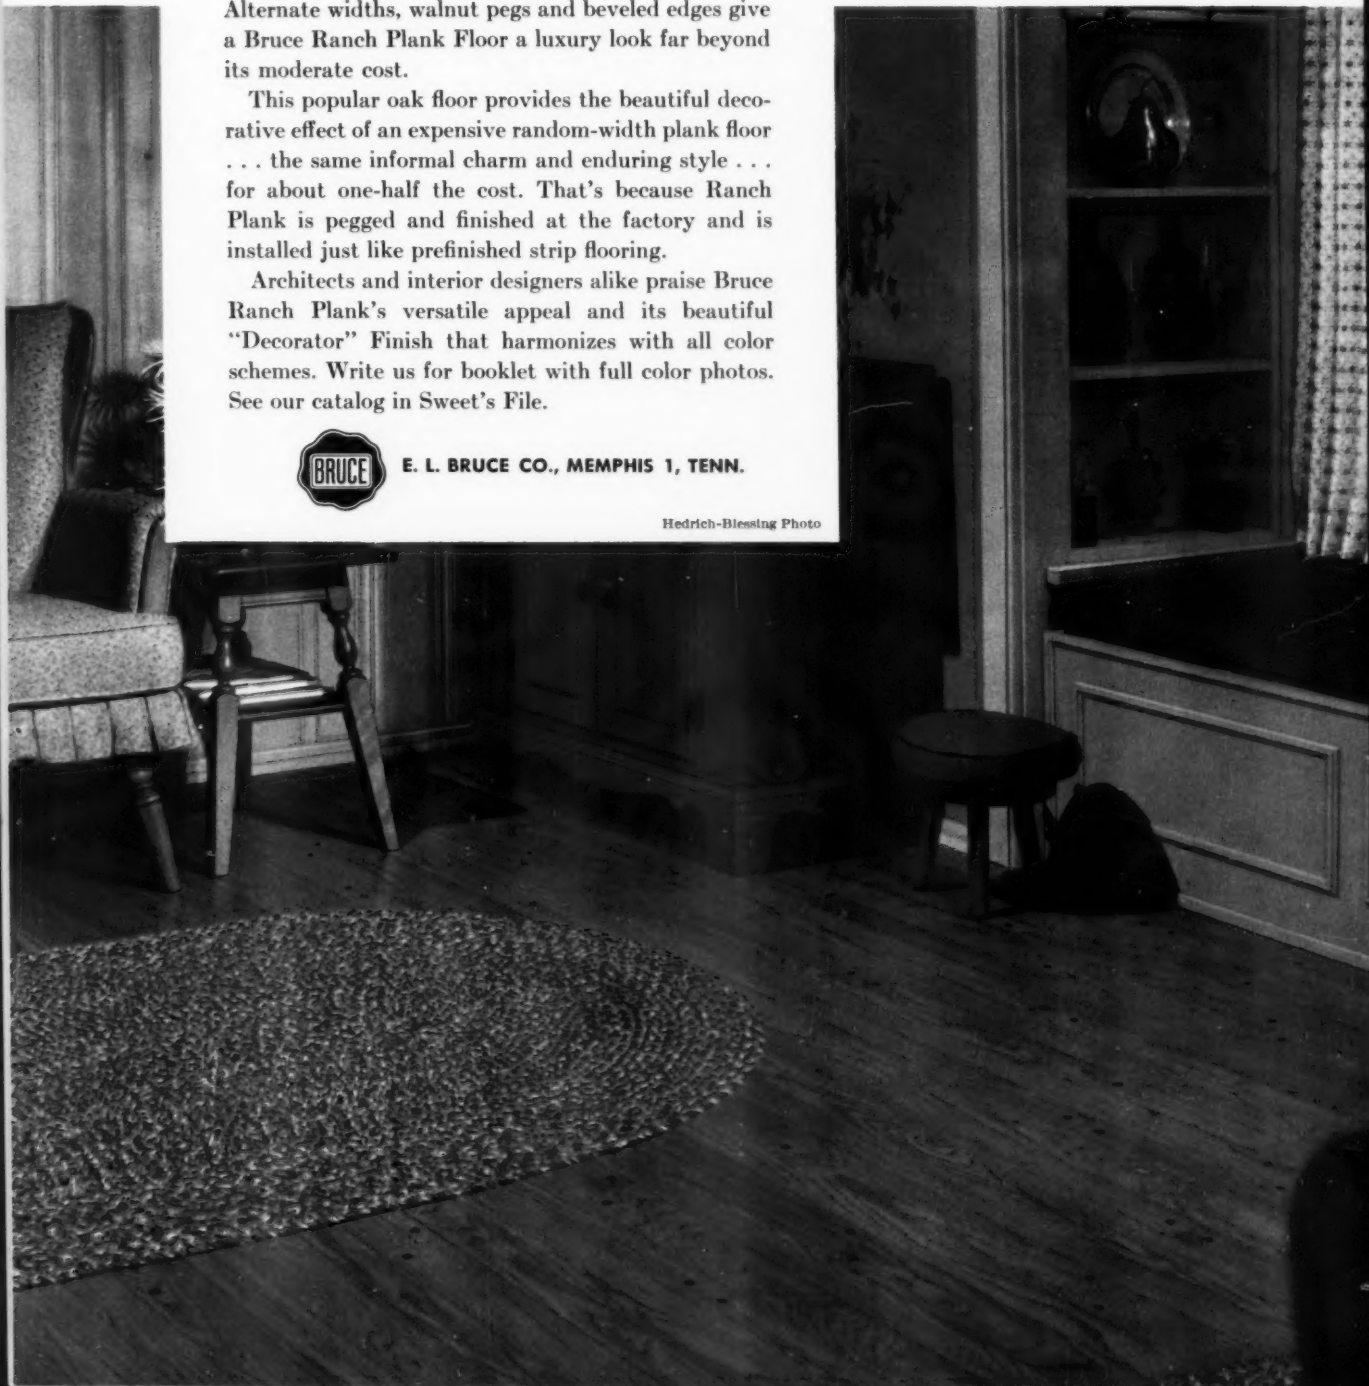 Alternate widths, walnut pegs and beveled edges give
a Bruce Ranch Plank Floor a luxury look far beyond
its moderate cost.
This popular oak floor provides the beautiful deco-
rative effect of an expensive random-width plank floor
. . . the same informal charm and enduring style . . .
for about one-half the cost. That's because Ranch
Plank is pegged and finished at the factory and is
installed just like prefinished strip flooring.
Architects and interior designers alike praise Bruce
Ranch Plank's versatile appeal and its beautiful
“Decorator” Finish that harmonizes with all color
schemes. Write us for booklet with full color photos.
See our catalog in Sweet's File.
BRUCE
E. L. BRUCE CO., MEMPHIS 1, TENN.
Hedrich-Blessing Photo